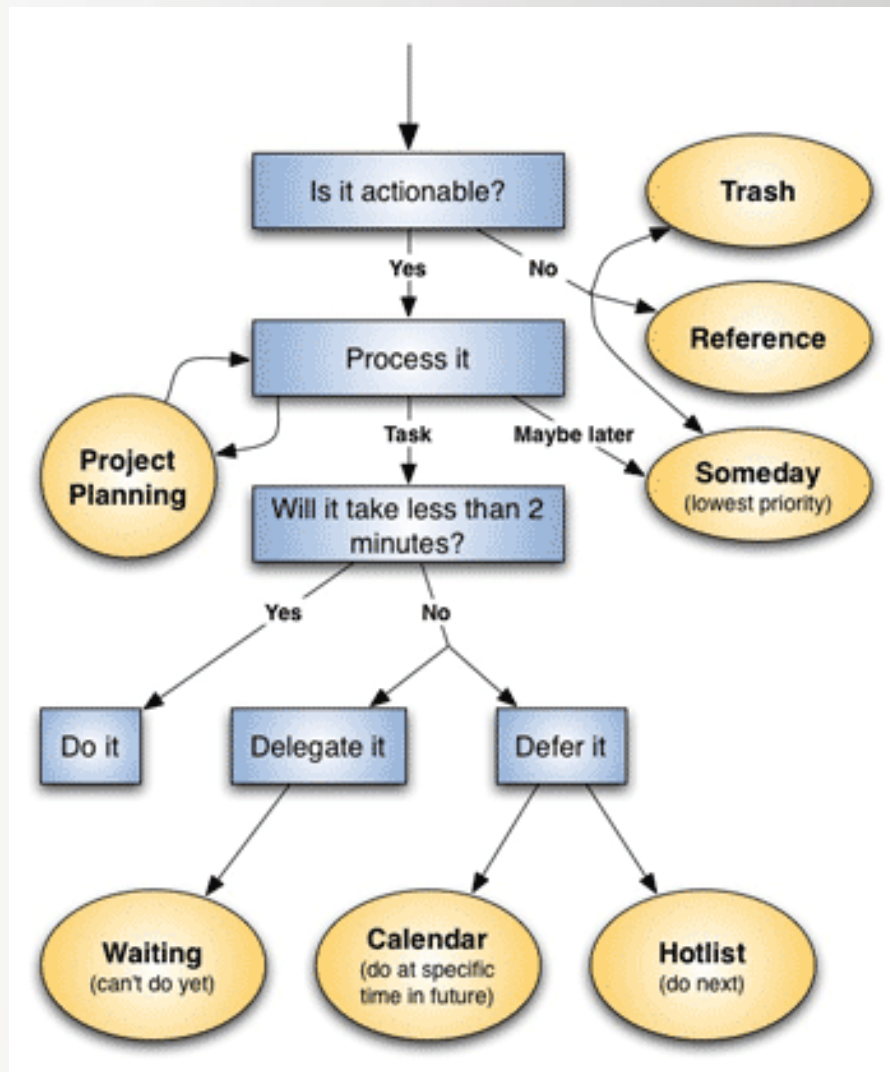 Is it actionable?
Trash
Yes
No
Reference
Process it
Project
Planning
Task
Maybe later
Someday
(lowest priority)
Will it take less than 2
minutes?
Yes
No
Do it
Delegate it
Defer it
Waiting
(can't do yet)
Calendar
(do at specific
time in future)
Hotlist
(do next)